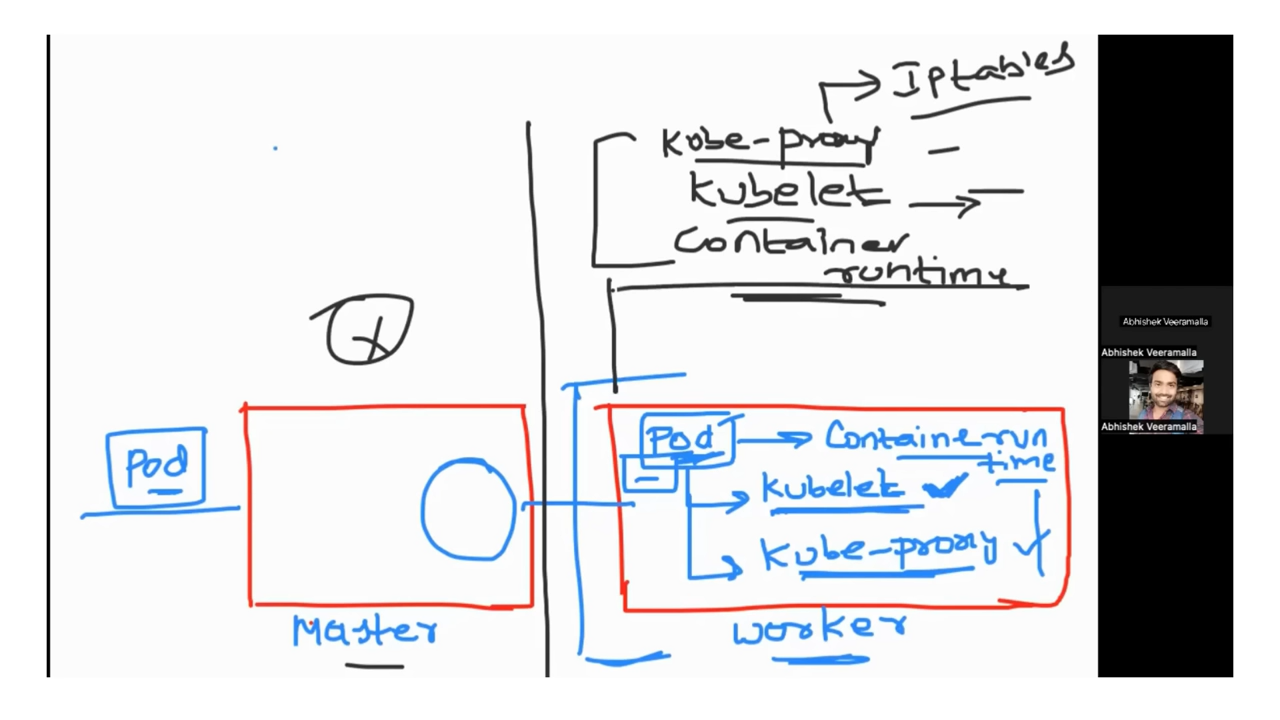 Iptables
Kube-proxy
Kubelet
Container
runtime
Pod
Pod
Container run
time
Kubelet
Kube-proxy
Master
Worker
Abhishek Veeramalla
Abhishek Veeramalla
Abhishek Veeramalla